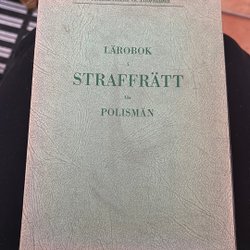 LÄROBOK
i
STRAFFRÄTT
för
POLISMÄN